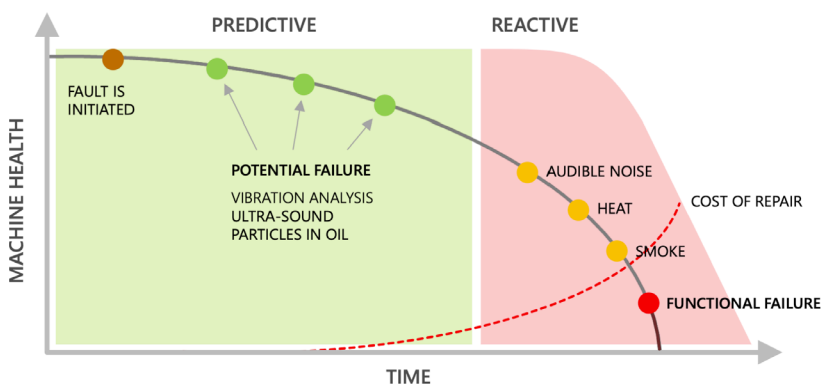 PREDICTIVE
REACTIVE
FAULT IS
INITIATED
POTENTIAL FAILURE
VIBRATION ANALYSIS
ULTRA-SOUND
PARTICLES IN OIL
AUDIBLE NOISE
HEAT
COST OF REPAIR
SMOKE
FUNCTIONAL FAILURE
MACHINE HEALTH
TIME